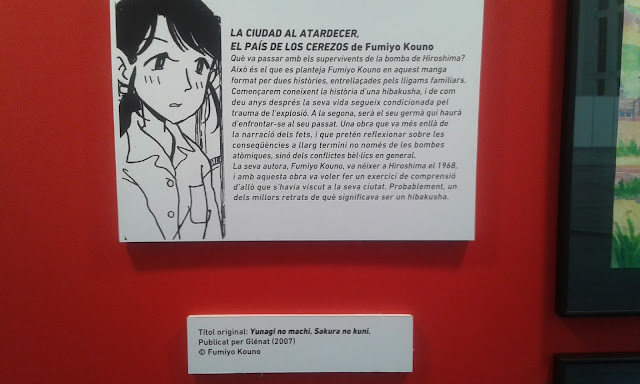 LA CIUDAD AL ATARDECER,
EL PAÍS DE LOS CEREZOS de Fumiyo Kouno
Què va passar amb els supervivents de la bomba de Hiroshima?
Això és el que es planteja Fumiyo Kouno en aquest manga
format per dues històries, entrellaçades pels lligams familiars.
Començarem coneixent la història d'una hibakusha, i de com
deu anys després la seva vida segueix condicionada pel
trauma de l'explosió. A la segona, serà el seu germà qui haurà
d'enfrontar-se al seu passat. Una obra que va més enllà de
la narració dels fets, i que pretén reflexionar sobre les
conseqüències a llarg termini no només de les bombes
atòmiques, sinó dels conflictes bèl·lics en general.
La seva autora, Fumiyo Kouno, va néixer a Hiroshima el 1968,
i amb aquesta obra va voler fer un exercici de comprensió
d'allò que s'havia viscut a la seva ciutat. Probablement, un
dels millors retrats de què significava ser un hibakusha.
Títol original: Yunagi no machi, Sakura no kuni.
Publicat per Glénat (2007)
© Fumiyo Kouno